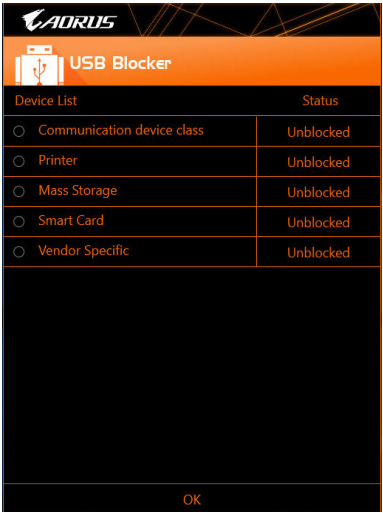 AORUS
USB Blocker
Device List Status
Communication device class Unblocked
Printer Unblocked
Mass Storage Unblocked
Smart Card Unblocked
Vendor Specific Unblocked
OK